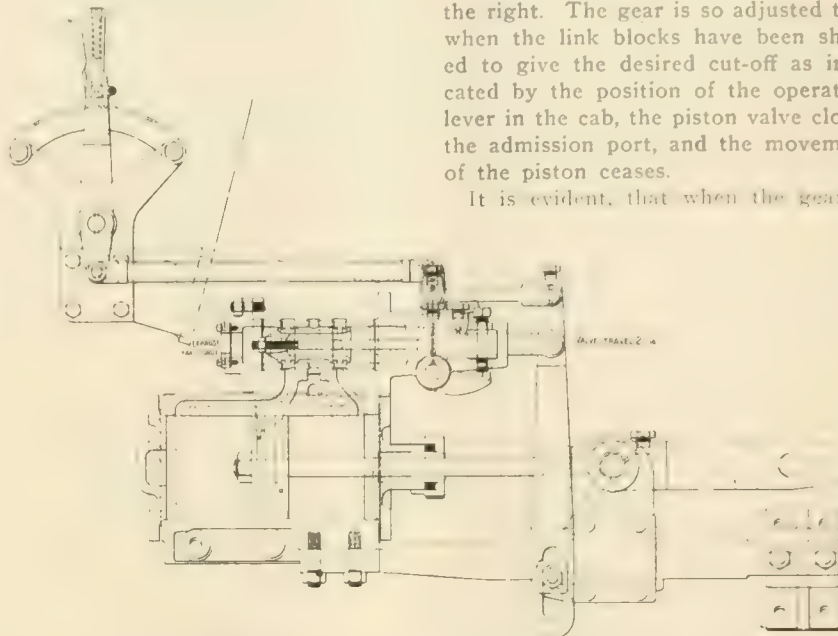 the right. The gear is so adjusted t
when the link blocks have been sh
ed to give the desired cut-off as in
cated by the position of the operat
lever in the cab, the piston valve clo
the admission port, and the movem
of the piston ceases.
It is evident, that when the gear
EXHAUST
VALVE TRAVEL 2